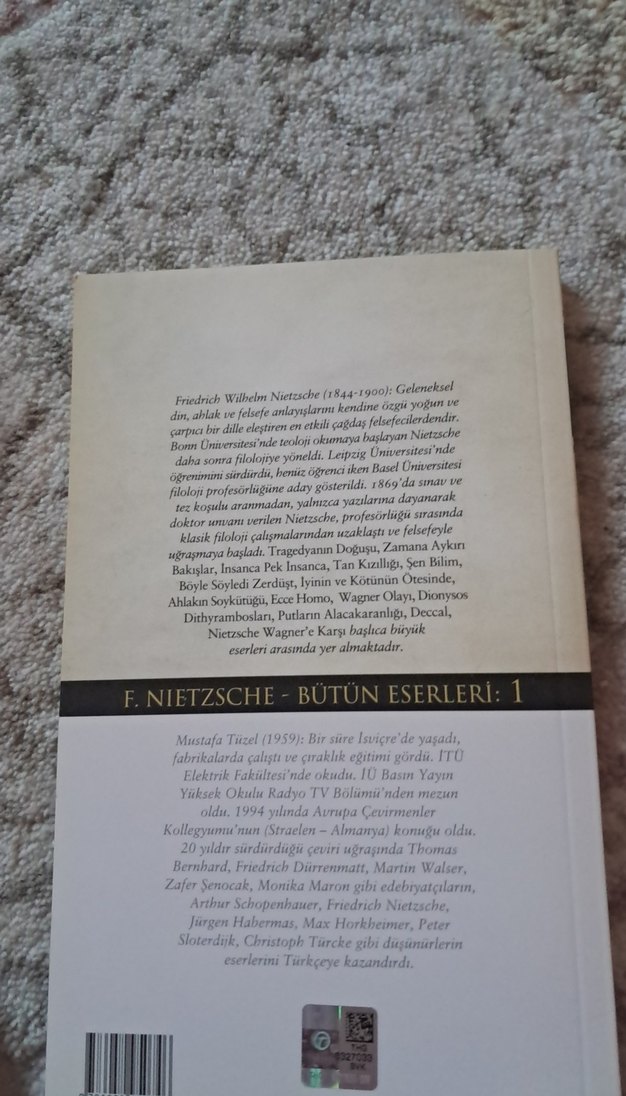 Friedrich Wilhelm Nietzsche (1844-1900): Geleneksel
din, ahlak ve felsefe anlayışlarını kendine özgü yoğun ve
çarpıcı bir dille eleştiren en etkili çağdaş felsefecilerdendir.
Bonn Üniversitesi'nde teoloji okumaya başlayan Nietzsche
daha sonra filolojiye yöneldi. Leipzig Üniversitesi'nde
öğrenimini sürdürdü, henüz öğrenci iken Basel Üniversitesi
filoloji profesörlüğüne aday gösterildi. 1869'da sınav ve
tez koşulu aranmadan, yalnızca yazılarına dayanarak
doktor unvanı verilen Nietzsche, profesörlüğü sırasında
klasik filoloji çalışmalarından uzaklaştı ve felsefeyle
uğraşmaya başladı. Tragedyanın Doğuşu, Zamana Aykırı
Bakışlar, İnsanca Pek İnsanca, Tan Kızıllığı, Şen Bilim,
Böyle Söyledi Zerdüşt, İyinin ve Kötünün Ötesinde,
Ahlakın Soykütüğü, Ecce Homo, Wagner Olayı, Dionysos
Dithyrambosları, Putların Alacakaranlığı, Deccal,
Nietzsche Wagner'e Karşı başlıca büyük
eserleri arasında yer almaktadır.
F. NIETZSCHE - BÜTÜN ESERLERİ: 1
Mustafa Tüzel (1959): Bir süre İsviçre'de yaşadı,
fabrikalarda çalıştı ve çıraklık eğitimi gördü. İTÜ
Elektrik Fakültesi'nde okudu. İÜ Basın Yayın
Yüksek Okulu Radyo TV Bölümü'nden mezun
oldu. 1994 yılında Avrupa Çevirmenler
Kollegyumu'nun (Straelen – Almanya) konuğu oldu.
20 yıldır sürdürdüğü çeviri uğraşında Thomas
Bernhard, Friedrich Dürrenmatt, Martin Walser,
Zafer Şenocak, Monika Maron gibi edebiyatçıların,
Arthur Schopenhauer, Friedrich Nietzsche,
Jürgen Habermas, Max Horkheimer, Peter
Sloterdijk, Christoph Türcke gibi düşünürlerin
eserlerini Türkçeye kazandırdı.
THG
9327033
BVK